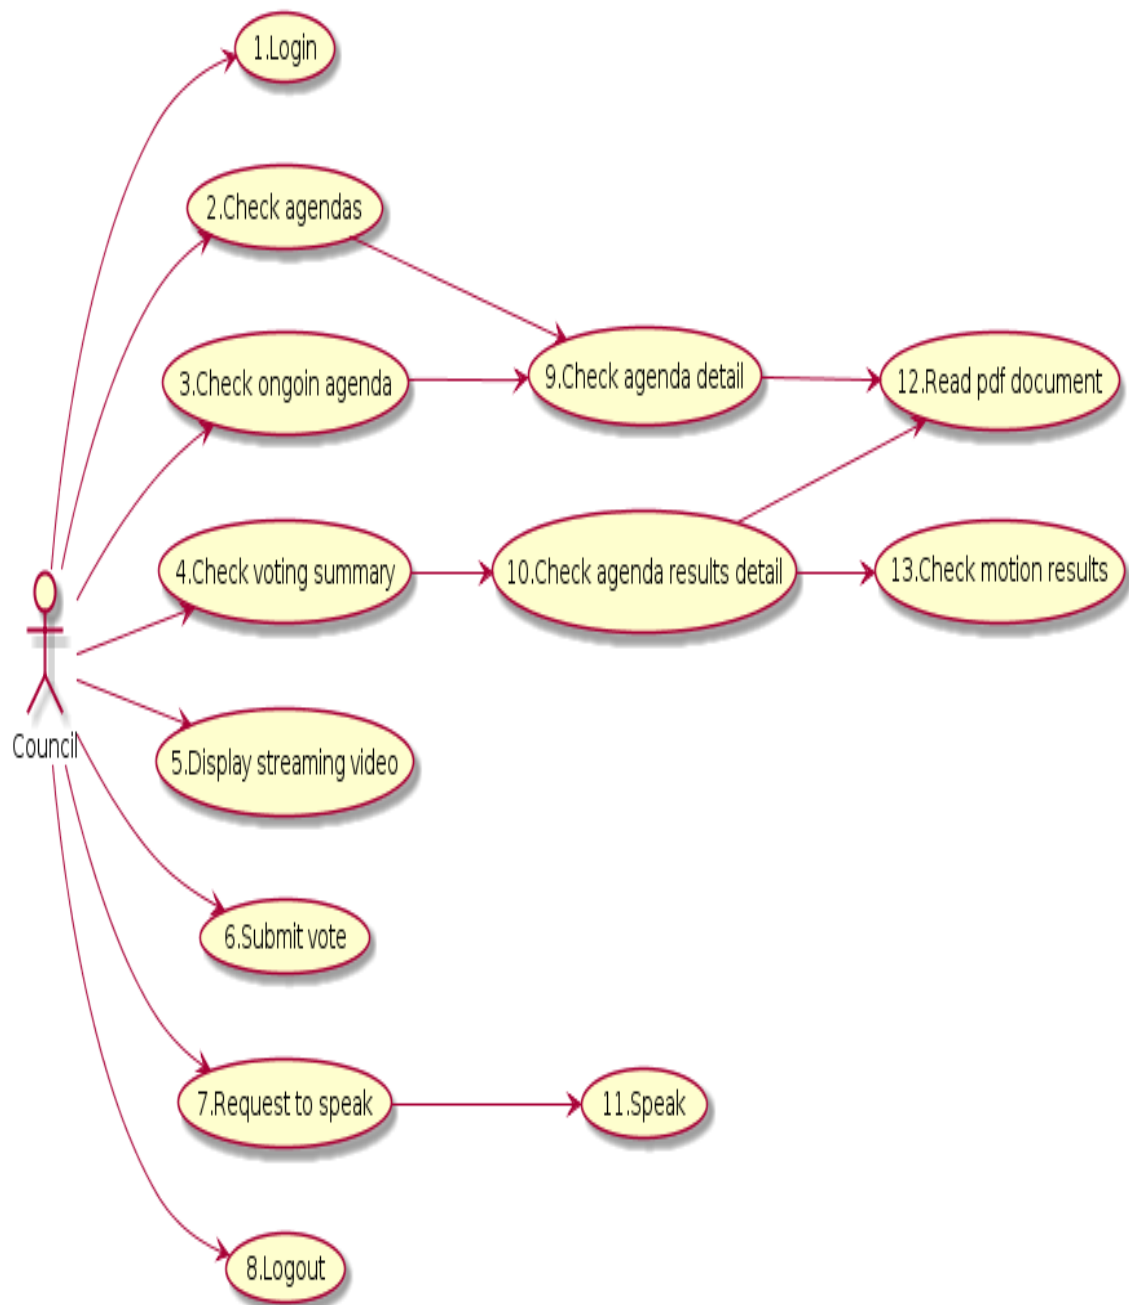 1.Login
2.Check agendas
3.Check ongoin agenda
9.Check agenda detail
12.Read pdf document
4.Check voting summary
10.Check agenda results detail
13.Check motion results
Council
5.Display streaming video
6.Submit vote
7.Request to speak
11.Speak
8.Logout